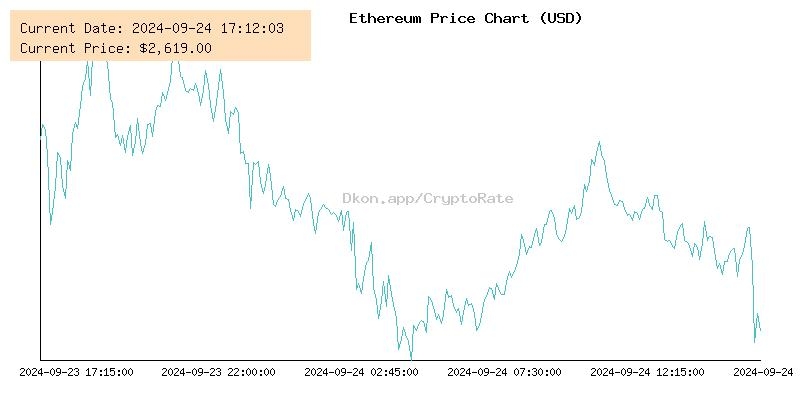 Ethereum Price Chart (USD)
Current Date: 2024-09-24 17:12:03
Current Price: $2,619.00
Dkon.app/CryptoRate
2024-09-23 17:15:00 2024-09-23 22:00:00 2024-09-24 02:45:00 2024-09-24 07:30:00 2024-09-24 12:15:00 2024-09-24